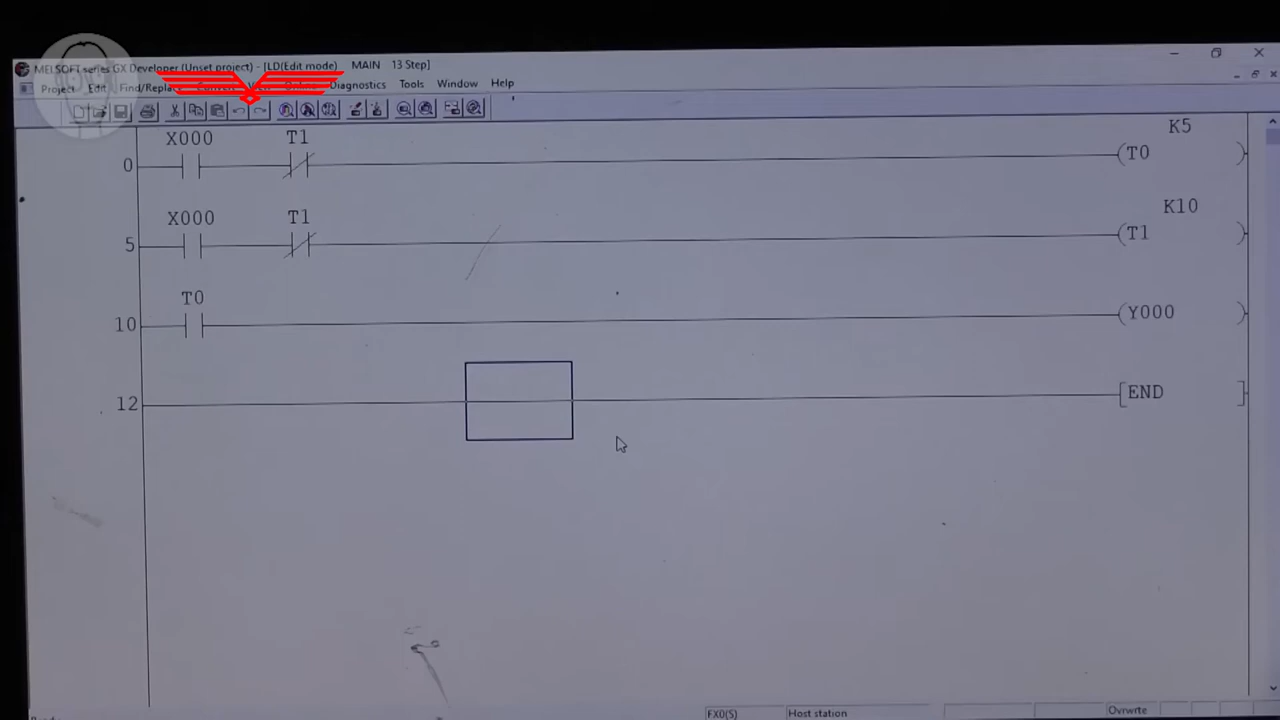 MELSOFT series GX Developer (Unset project) - [LD(Edit mode) MAIN 13 Step]
Project Edit Find/Replace Diagnostics Tools Window Help
X000 T1 K5
0 (T0 )
X000 T1 K10
5 (T1 )
T0
10 (Y000 )
12 [END ]
FX0(S) Host station Ovrwrte